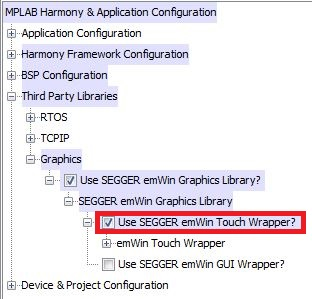 MPLAB Harmony & Application Configuration
Application Configuration
Harmony Framework Configuration
BSP Configuration
Third Party Libraries
RTOS
TCPIP
Graphics
Use SEGGER emWin Graphics Library?
SEGGER emWin Graphics Library
Use SEGGER emWin Touch Wrapper?
emWin Touch Wrapper
Use SEGGER emWin GUI Wrapper?
Device & Project Configuration